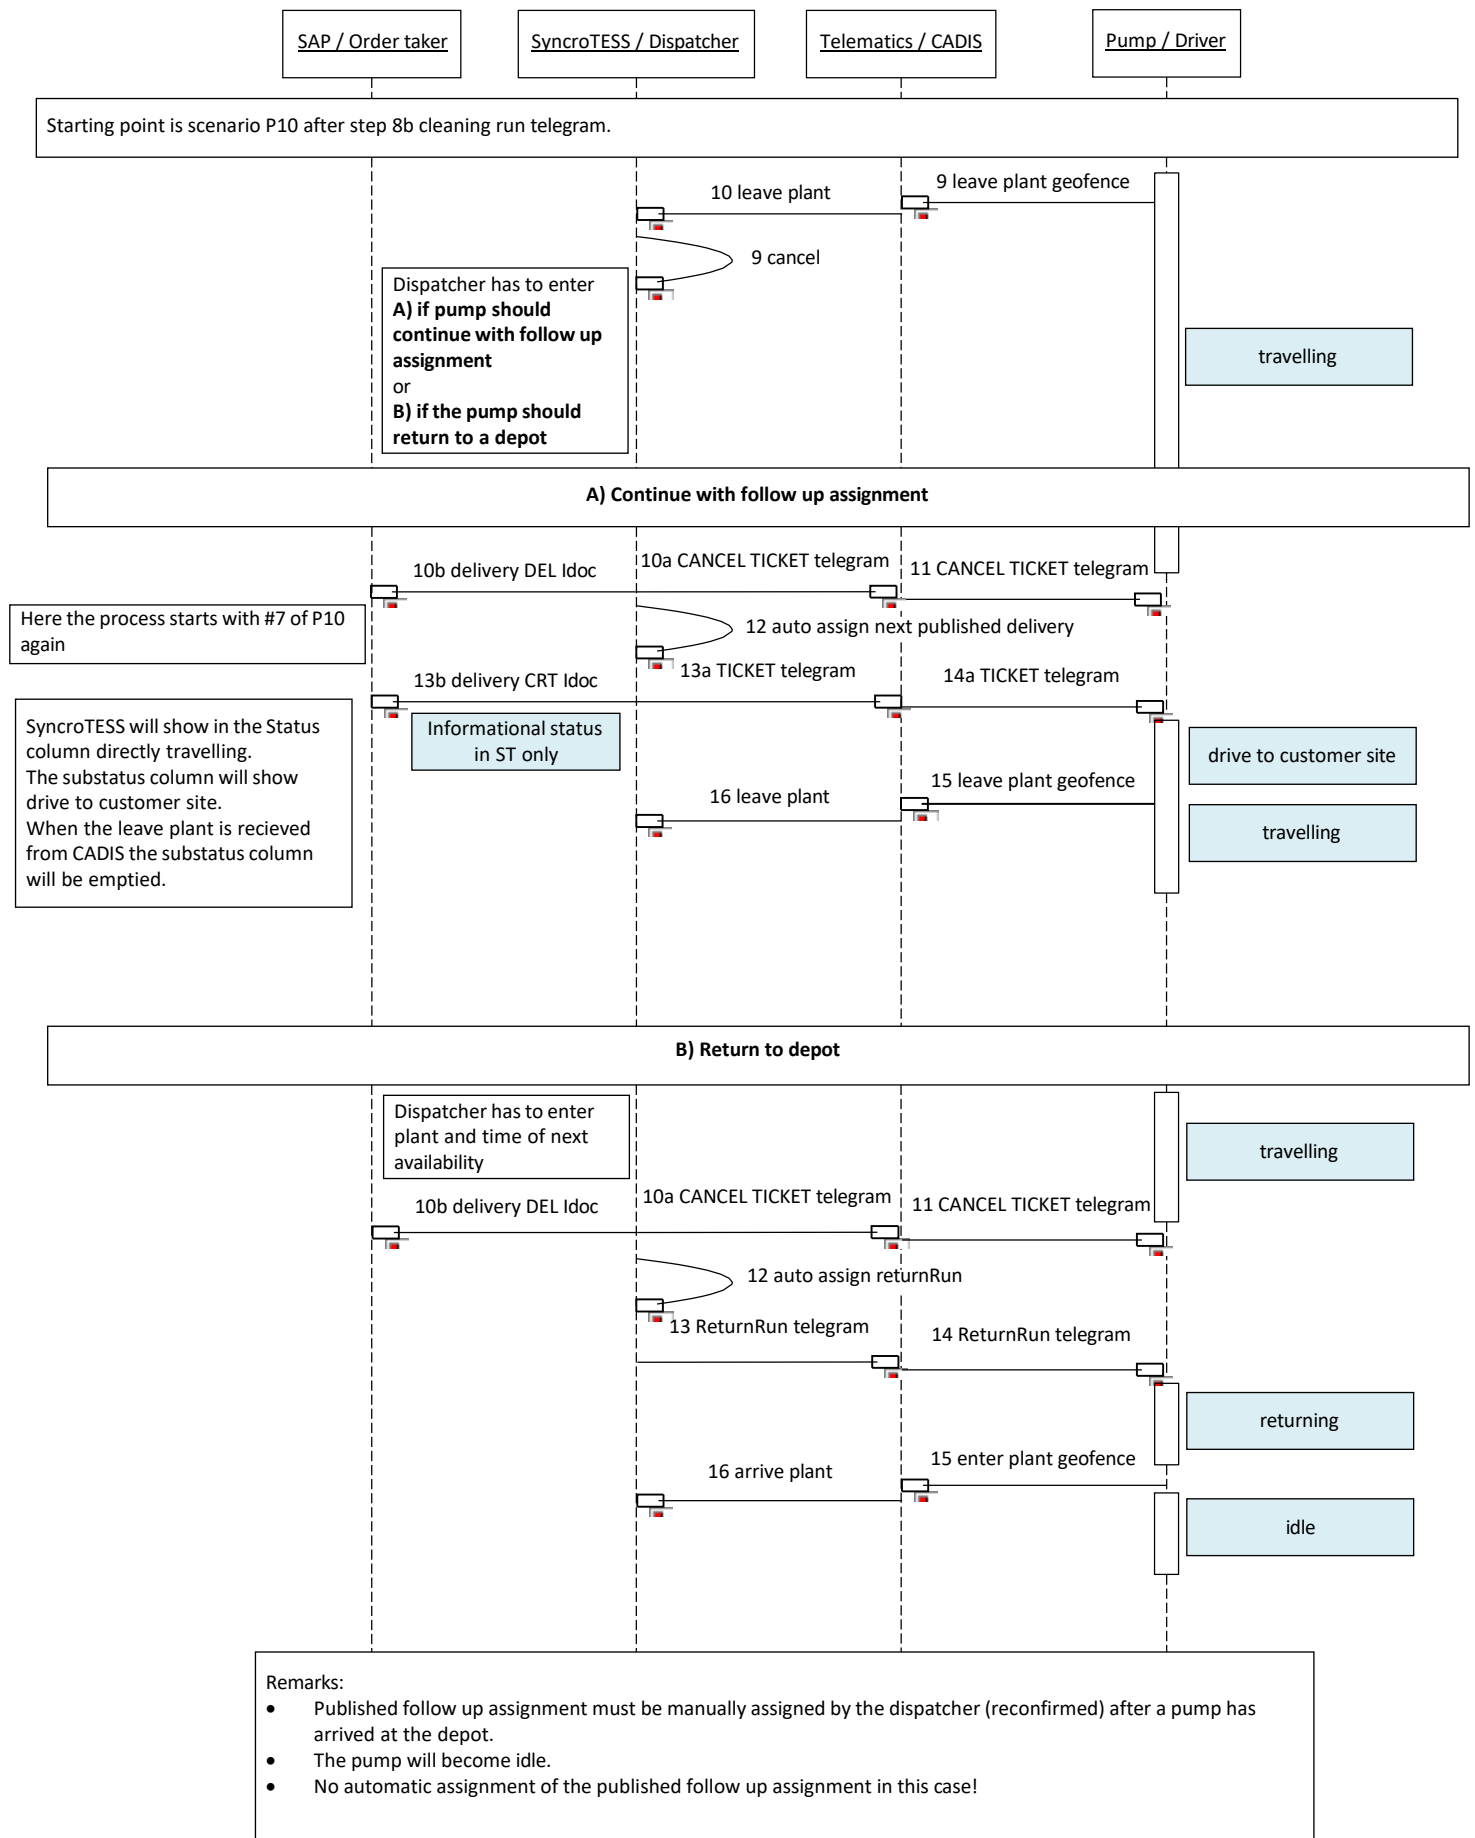 SAP / Order taker
SyncroTESS / Dispatcher
Telematics / CADIS
Pump / Driver
Starting point is scenario P10 after step 8b cleaning run telegram.
9 leave plant geofence
10 leave plant
9 cancel
Dispatcher has to enter
A) if pump should
continue with follow up
assignment
or
B) if the pump should
return to a depot
travelling
A) Continue with follow up assignment
10b delivery DEL Idoc
10a CANCEL TICKET telegram
11 CANCEL TICKET telegram
Here the process starts with #7 of P10
again
12 auto assign next published delivery
13b delivery CRT Idoc
13a TICKET telegram
14a TICKET telegram
SyncroTESS will show in the Status
column directly travelling.
The substatus column will show
drive to customer site.
When the leave plant is recieved
from CADIS the substatus column
will be emptied.
Informational status
in ST only
drive to customer site
15 leave plant geofence
16 leave plant
travelling
B) Return to depot
Dispatcher has to enter
plant and time of next
availability
travelling
10b delivery DEL Idoc
10a CANCEL TICKET telegram
11 CANCEL TICKET telegram
12 auto assign returnRun
13 ReturnRun telegram
14 ReturnRun telegram
returning
15 enter plant geofence
16 arrive plant
idle
Remarks:
• Published follow up assignment must be manually assigned by the dispatcher (reconfirmed) after a pump has
arrived at the depot.
• The pump will become idle.
• No automatic assignment of the published follow up assignment in this case!